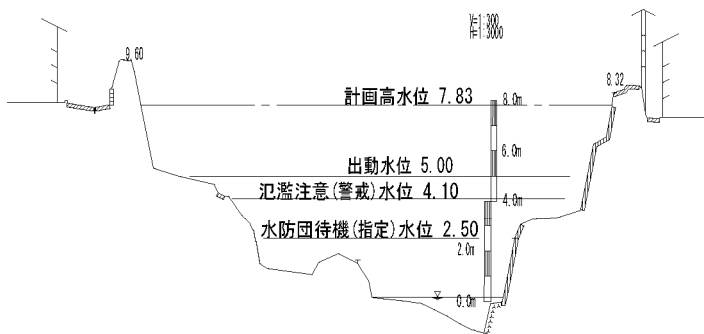 V=1:300
9.60
8.32
計画高水位 7.83
8.0m
6.0m
出動水位 5.00
氾濫注意(警戒)水位 4.10
4.0m
水防団待機(指定)水位 2.50
2.0m
0.0m